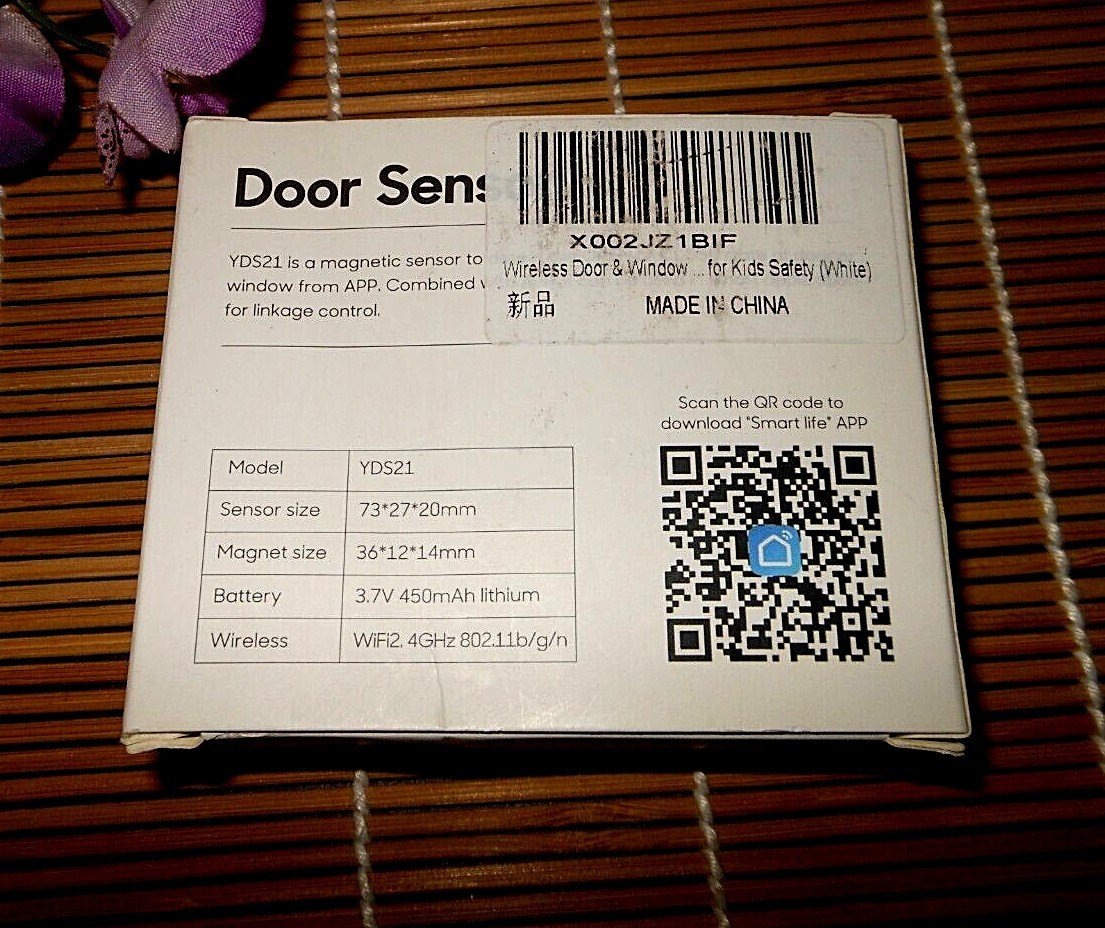 Door Sens
X002JZ1BIF
Wireless Door & Window ... for Kids Safety (White)
新品 MADE IN CHINA
YDS21 is a magnetic sensor to
window from APP. Combined
for linkage control.
Scan the QR code to
download "Smart life" APP
Model YDS21
Sensor size 73*27*20mm
Magnet size 36*12*14mm
Battery 3.7V 450mAh lithium
Wireless WiFi2. 4GHz 802.11b/g/n